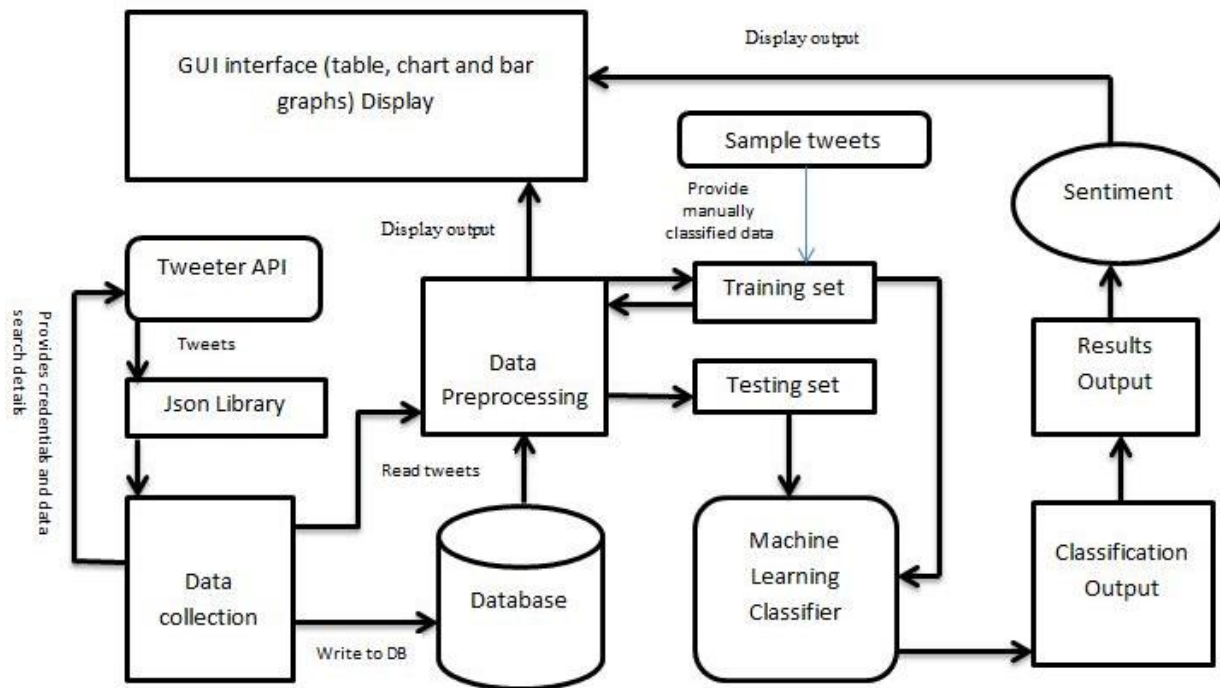 Display output
GUI interface (table, chart and bar
graphs) Display
Sample tweets
Sentiment
Provide
manually
classified data
Display output
Tweeter API
Training set
Provides credentials and data
search details
Tweets
Results
Output
Data
Preprocessing
Testing set
Json Library
Read tweets
Machine
Learning
Classifier
Classification
Output
Data
collection
Database
Write to DB